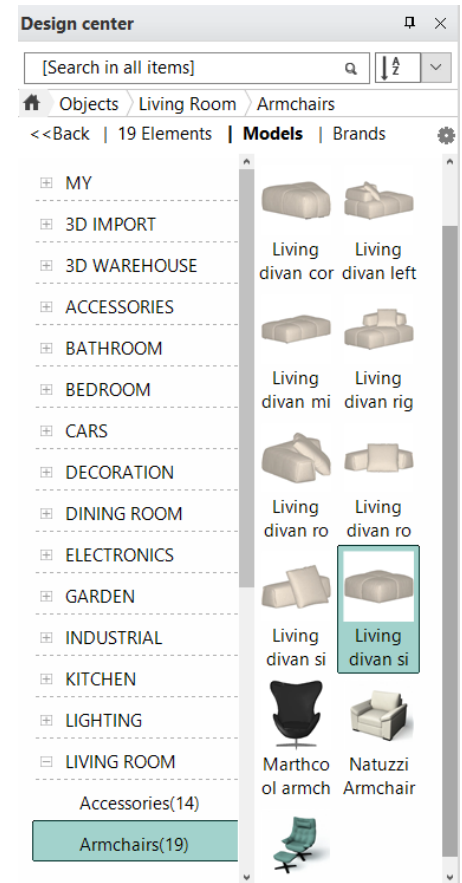 Design center
[Search in all items]
A
Z
Objects Living Room Armchairs
<<Back | 19 Elements | Models | Brands
MY
3D IMPORT
3D WAREHOUSE
ACCESSORIES
BATHROOM
BEDROOM
CARS
DECORATION
DINING ROOM
ELECTRONICS
GARDEN
INDUSTRIAL
KITCHEN
LIGHTING
LIVING ROOM
Accessories(14)
Armchairs(19)
Living
divan cor
Living
divan left
Living
divan mi
Living
divan rig
Living
divan ro
Living
divan ro
Living
divan si
Living
divan si
Marthco
ol armch
Natuzzi
Armchair